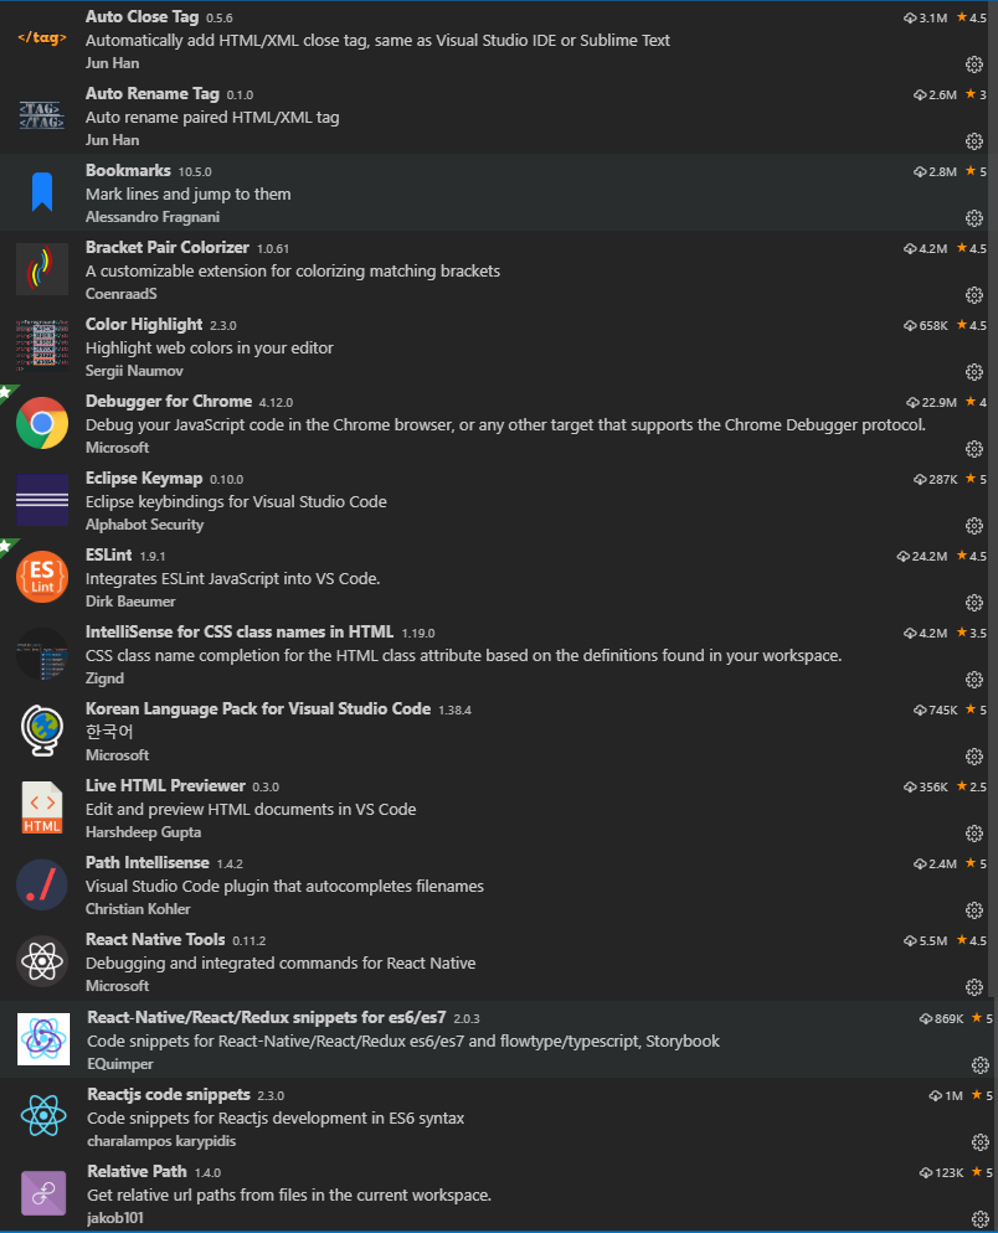 Auto Close Tag 0.5.6 3.1M ★ 4.5
</tag> Automatically add HTML/XML close tag, same as Visual Studio IDE or Sublime Text
Jun Han
Auto Rename Tag 0.1.0 2.6M ★ 3
<TAG>
</TAG>
Auto rename paired HTML/XML tag
Jun Han
Bookmarks 10.5.0 2.8M ★ 5
Mark lines and jump to them
Alessandro Fragnani
Bracket Pair Colorizer 1.0.61 4.2M ★ 4.5
A customizable extension for colorizing matching brackets
CoenraadS
Color Highlight 2.3.0 658K ★ 4.5
Highlight web colors in your editor
Sergii Naumov
Debugger for Chrome 4.12.0 22.9M ★ 4
Debug your JavaScript code in the Chrome browser, or any other target that supports the Chrome Debugger protocol.
Microsoft
Eclipse Keymap 0.10.0 287K ★ 5
Eclipse keybindings for Visual Studio Code
Alphabot Security
ESLint 1.9.1 24.2M ★ 4.5
{ES
Lint}
Integrates ESLint JavaScript into VS Code.
Dirk Baeumer
IntelliSense for CSS class names in HTML 1.19.0 4.2M ★ 3.5
CSS class name completion for the HTML class attribute based on the definitions found in your workspace.
Zignd
Korean Language Pack for Visual Studio Code 1.38.4 745K ★ 5
한국어
Microsoft
Live HTML Previewer 0.3.0 356K ★ 2.5
<> Edit and preview HTML documents in VS Code
HTML Harshdeep Gupta
Path Intellisense 1.4.2 2.4M ★ 5
Visual Studio Code plugin that autocompletes filenames
Christian Kohler
React Native Tools 0.11.2 5.5M ★ 4.5
Debugging and integrated commands for React Native
Microsoft
React-Native/React/Redux snippets for es6/es7 2.0.3 869K ★ 5
Code snippets for React-Native/React/Redux es6/es7 and flowtype/typescript, Storybook
EQuimper
Reactjs code snippets 2.3.0 1M ★ 5
Code snippets for Reactjs development in ES6 syntax
charalampos karypidis
Relative Path 1.4.0 123K ★ 5
Get relative url paths from files in the current workspace.
jakob101